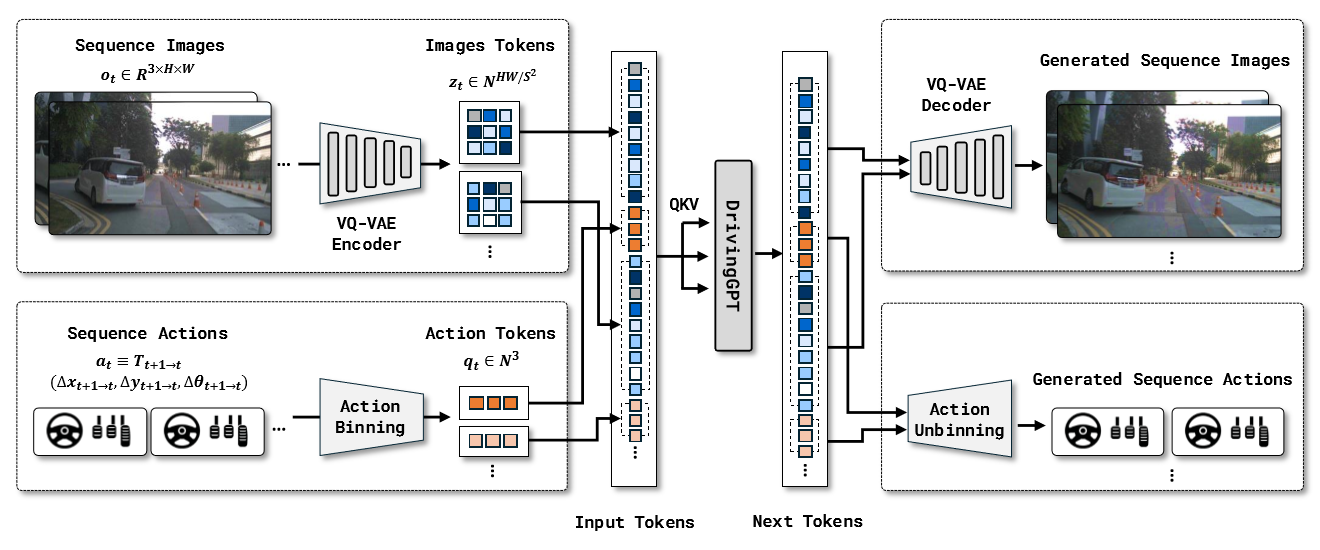 Sequence Images
o_t ∈ R^{3×H×W}
...
VQ-VAE
Encoder
Images Tokens
z_t ∈ N^{HW/S^2}
⋮
Sequence Actions
a_t ≡ T_{t+1→t}
(Δx_{t+1→t}, Δy_{t+1→t}, Δθ_{t+1→t})
...
Action
Binning
Action Tokens
q_t ∈ N^3
⋮
⋮
Input Tokens
QKV
DrivingGPT
⋮
Next Tokens
VQ-VAE
Decoder
Generated Sequence Images
⋮
Action
Unbinning
Generated Sequence Actions
⋮